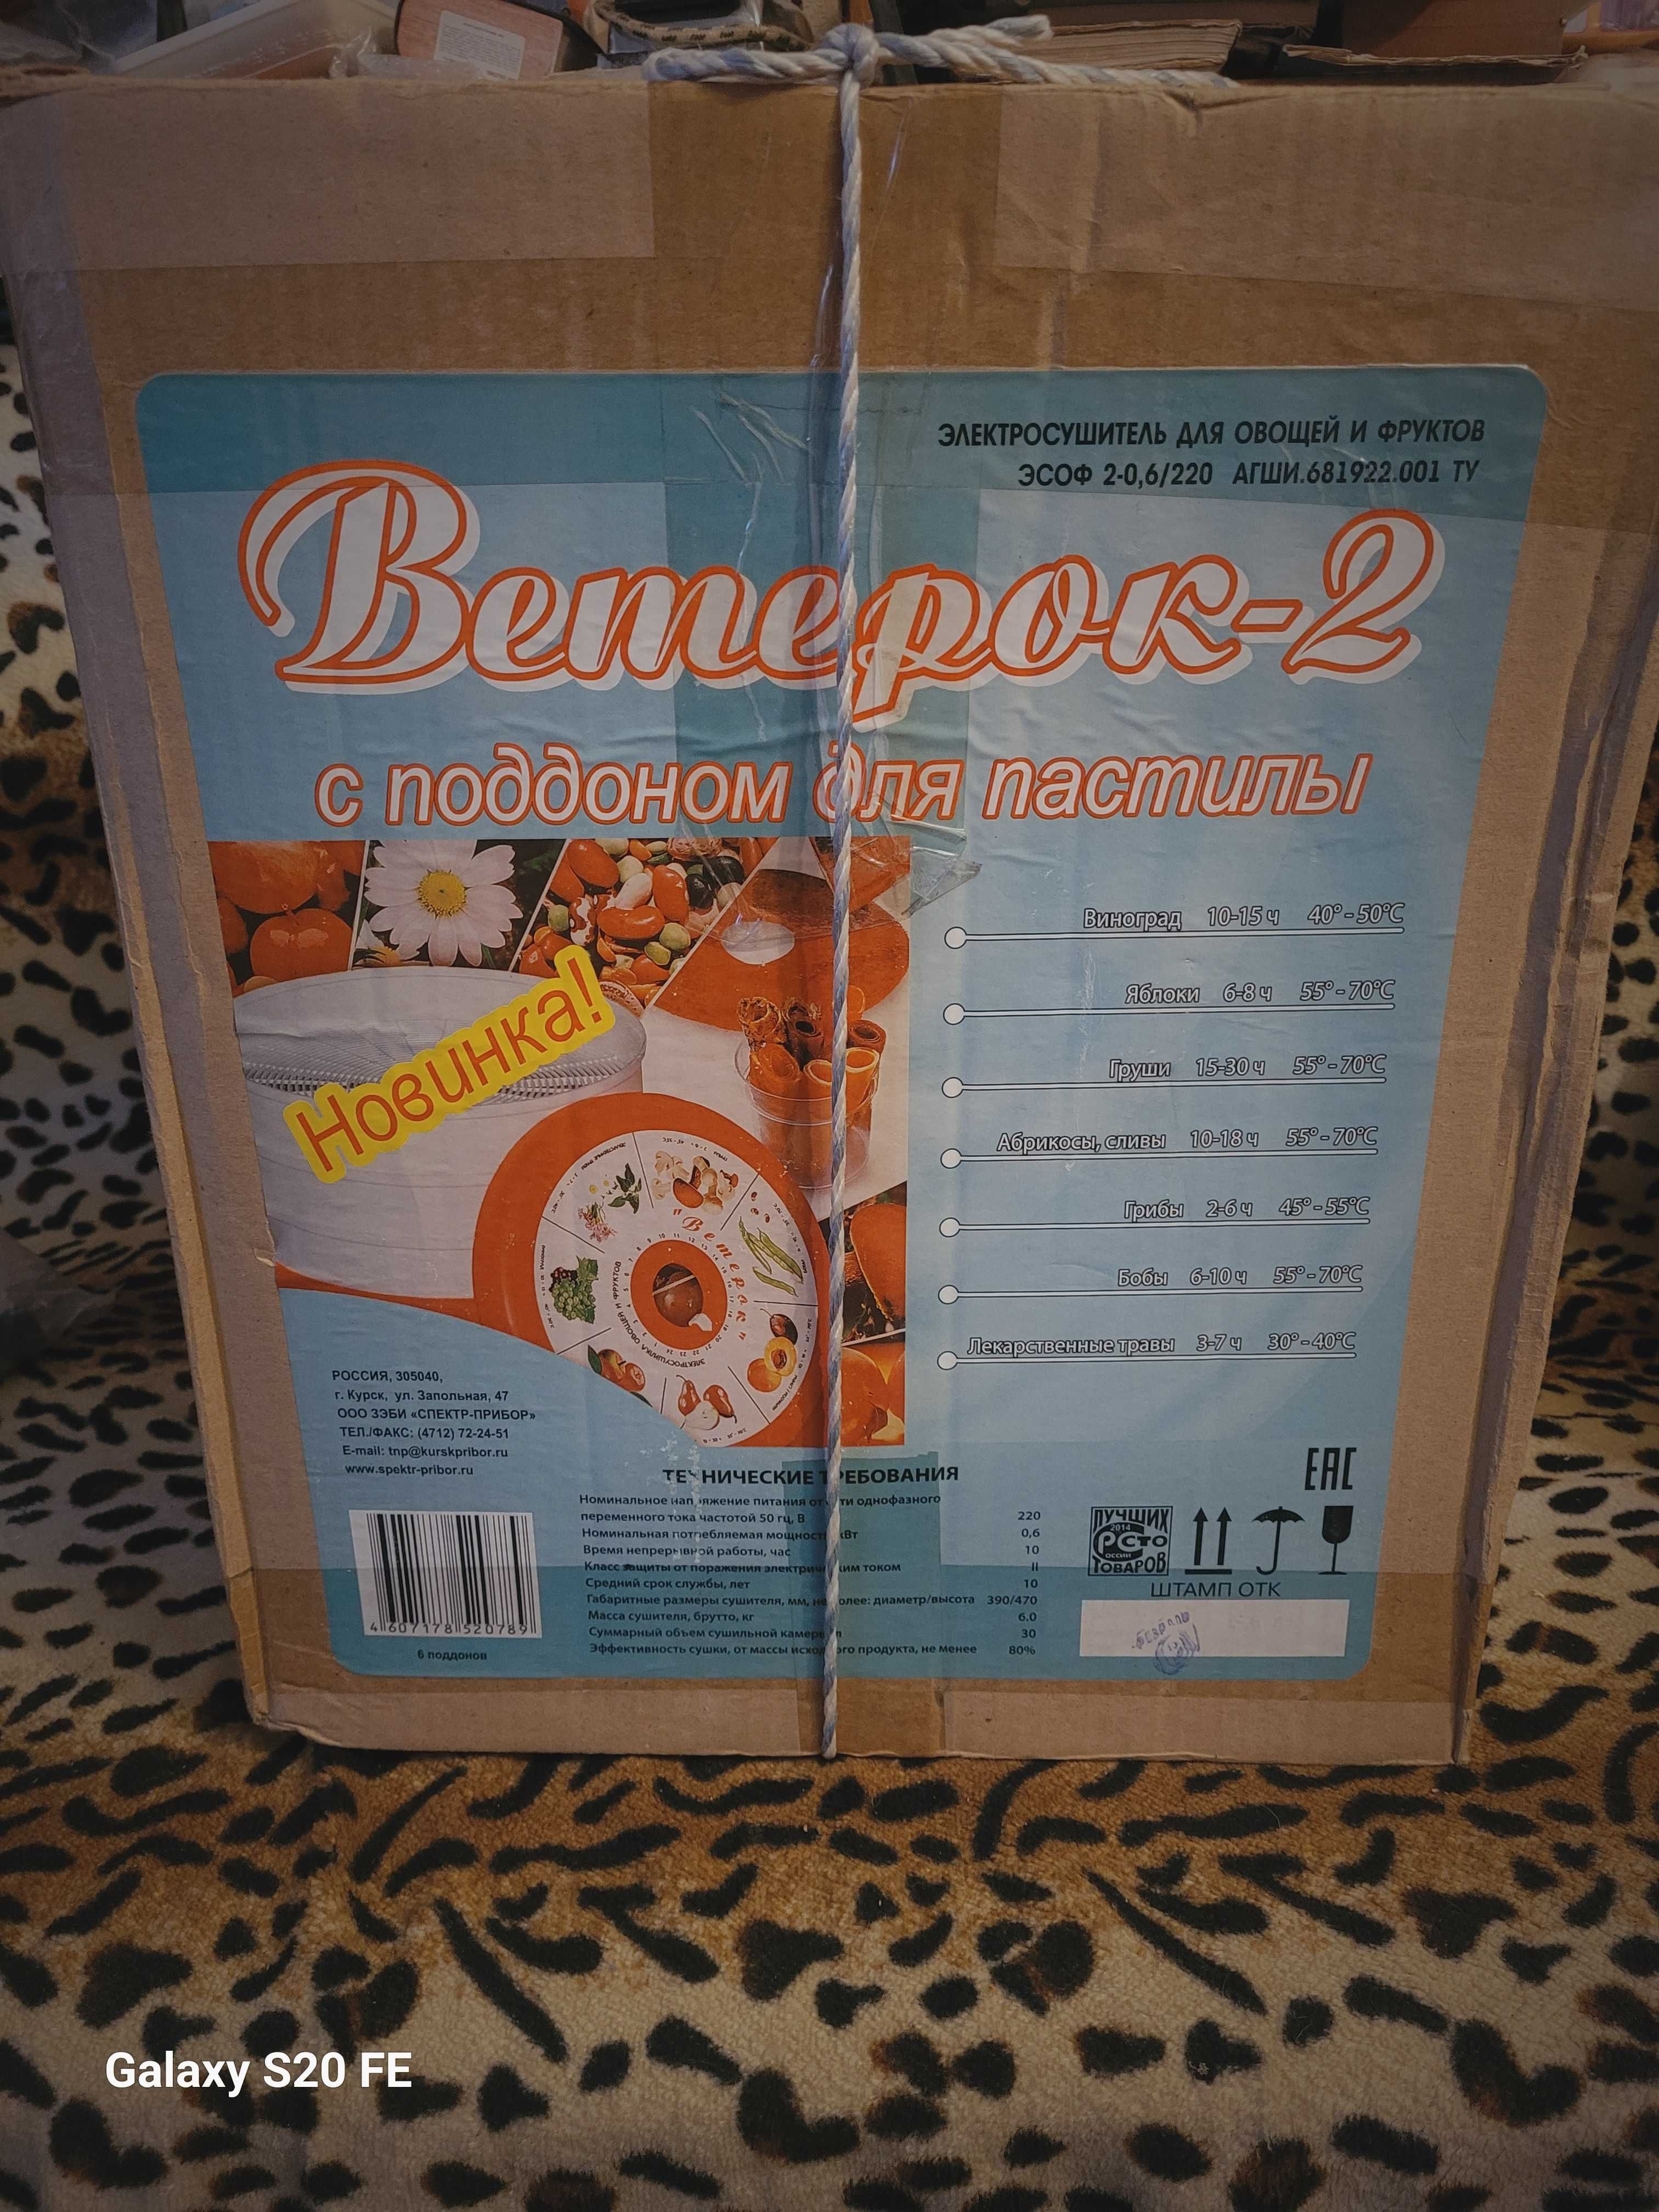 ЭЛЕКТРОСУШИТЕЛЬ ДЛЯ ОВОЩЕЙ И ФРУКТОВ
ЭСОФ 2-0,6/220 АГШИ.681922.001 ТУ
Ветерок-2
с поддоном для пастилы
Новинка!
Виноград 10-15 ч 40°-50°С
Яблоки 6-8 ч 55°-70°С
Груши 15-30 ч 55°-70°С
Абрикосы, сливы 10-18 ч 55°-70°С
Грибы 2-6 ч 45°-55°С
Бобы 6-10 ч 55°-70°С
Лекарственные травы 3-7 ч 30°-40°С
"Ветерок"
ЭЛЕКТРОСУШИЛКА ОВОЩЕЙ И ФРУКТОВ
РОССИЯ, 305040,
г. Курск, ул. Запольная, 47
ООО ЗЭБИ «СПЕКТР-ПРИБОР»
ТЕЛ./ФАКС: (4712) 72-24-51
E-mail: tnp@kurskpribor.ru
www.spektr-pribor.ru
4607178520789
6 поддонов
ТЕХНИЧЕСКИЕ ТРЕБОВАНИЯ
Номинальное напряжение питания от сети однофазного
переменного тока частотой 50 гц, В 220
Номинальная потребляемая мощность, кВт 0,6
Время непрерывной работы, час 10
Класс защиты от поражения электрическим током II
Средний срок службы, лет 10
Габаритные размеры сушителя, мм, не более: диаметр/высота 390/470
Масса сушителя, брутто, кг 6.0
Суммарный объем сушильной камеры, л 30
Эффективность сушки, от массы исходного продукта, не менее 80%
EAC
ЛУЧШИХ
2014
СТО
РОССИИ
ТОВАРОВ
ШТАМП ОТК
Galaxy S20 FE